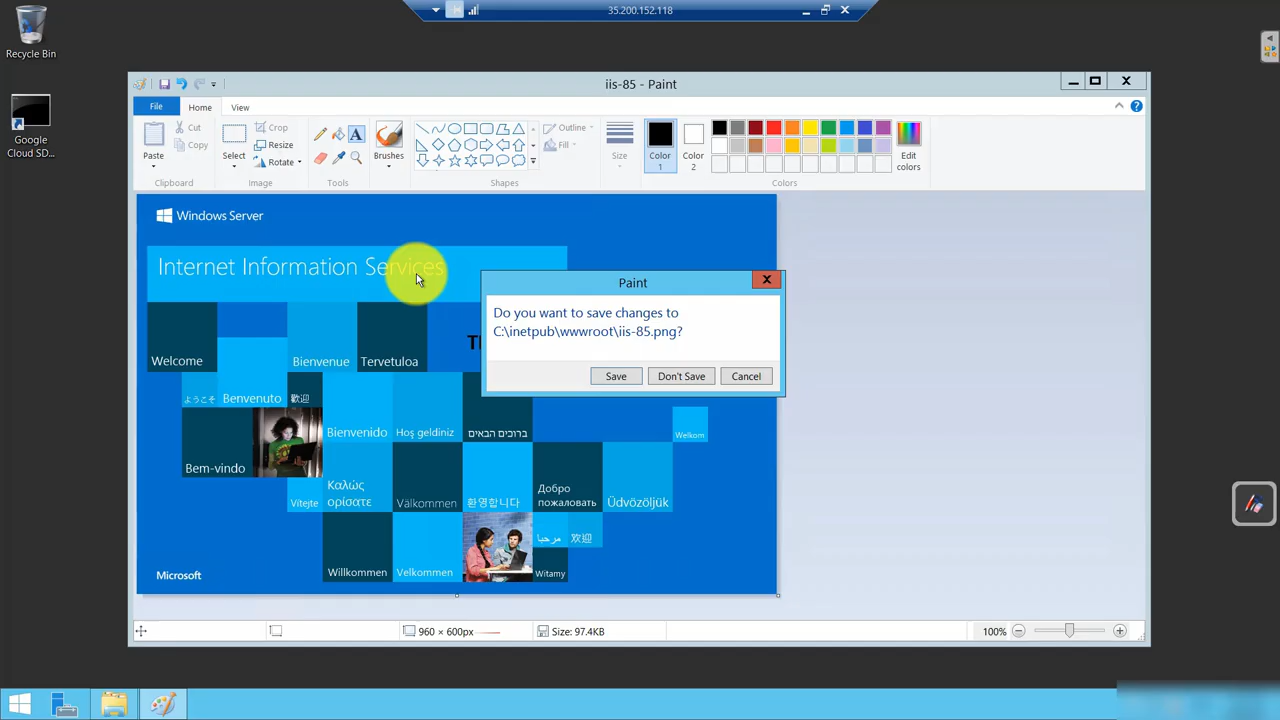 35.200.152.118
Recycle Bin
Google
Cloud SD...
iis-85 - Paint
File
Home
View
Paste
Cut
Copy
Clipboard
Select
Crop
Resize
Rotate
Image
Tools
Brushes
Shapes
Outline
Fill
Size
Color
1
Color
2
Colors
Edit
colors
Windows Server
Internet Information Services
Paint
Do you want to save changes to
C:\inetpub\wwwroot\iis-85.png?
Save
Don't Save
Cancel
Welcome
Bienvenue
Tervetuloa
ようこそ
Benvenuto
歡迎
Bienvenido
Hoş geldiniz
ברוכים הבאים
Welkom
Bem-vindo
Vítejte
Καλώς
ορίσατε
Välkommen
환영합니다
Добро
пожаловать
Üdvözöljük
مرحبا
欢迎
Willkommen
Velkommen
Witamy
Microsoft
960 × 600px
Size: 97.4KB
100%